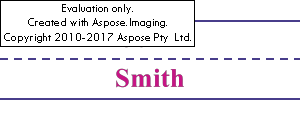 Evaluation only.
Created with Aspose.Imaging.
Copyright 2010-2017 Aspose Pty Ltd.
Smith